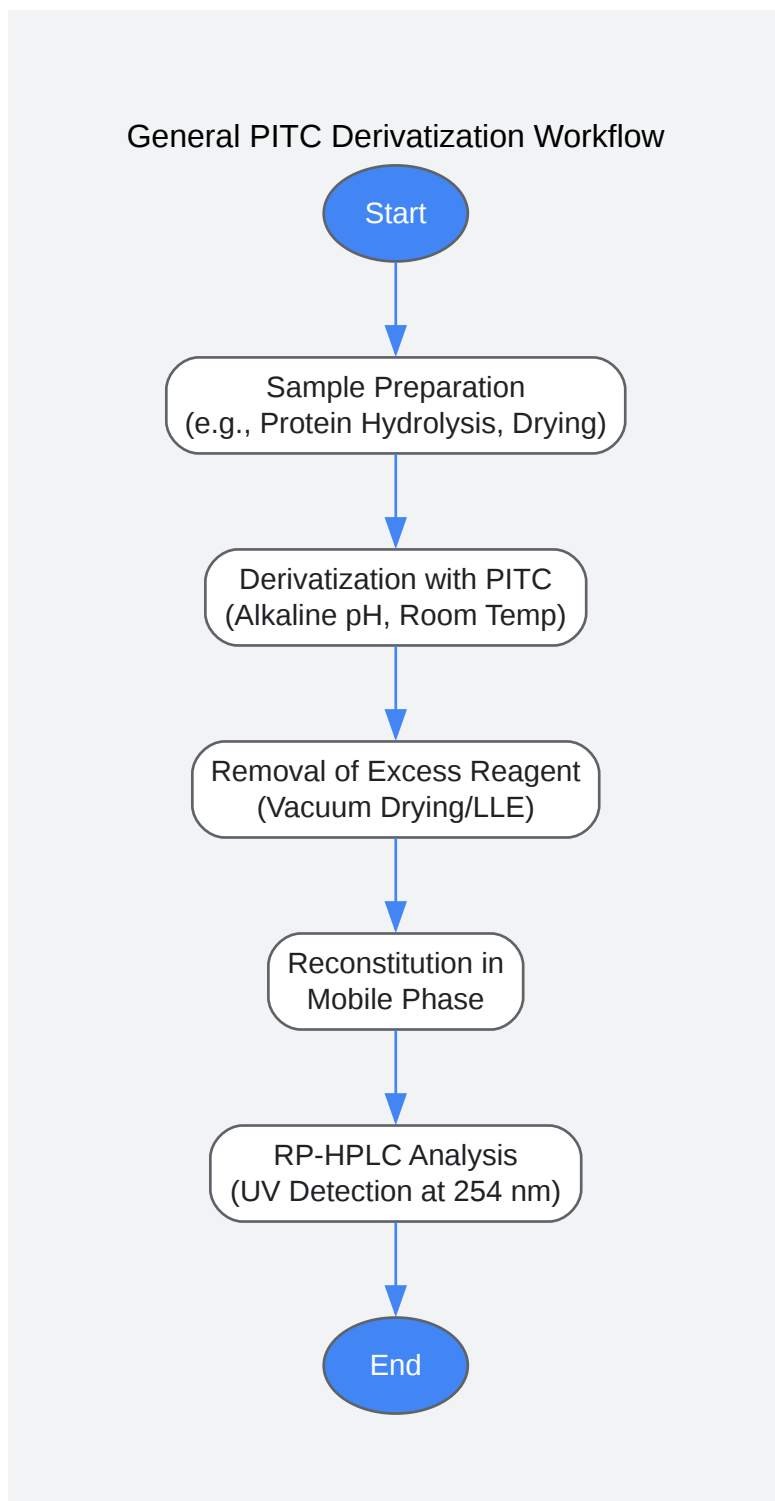 General PITC Derivatization Workflow
Start
Sample Preparation
(e.g., Protein Hydrolysis, Drying)
Derivatization with PITC
(Alkaline pH, Room Temp)
Removal of Excess Reagent
(Vacuum Drying/LLE)
Reconstitution in
Mobile Phase
RP-HPLC Analysis
(UV Detection at 254 nm)
End